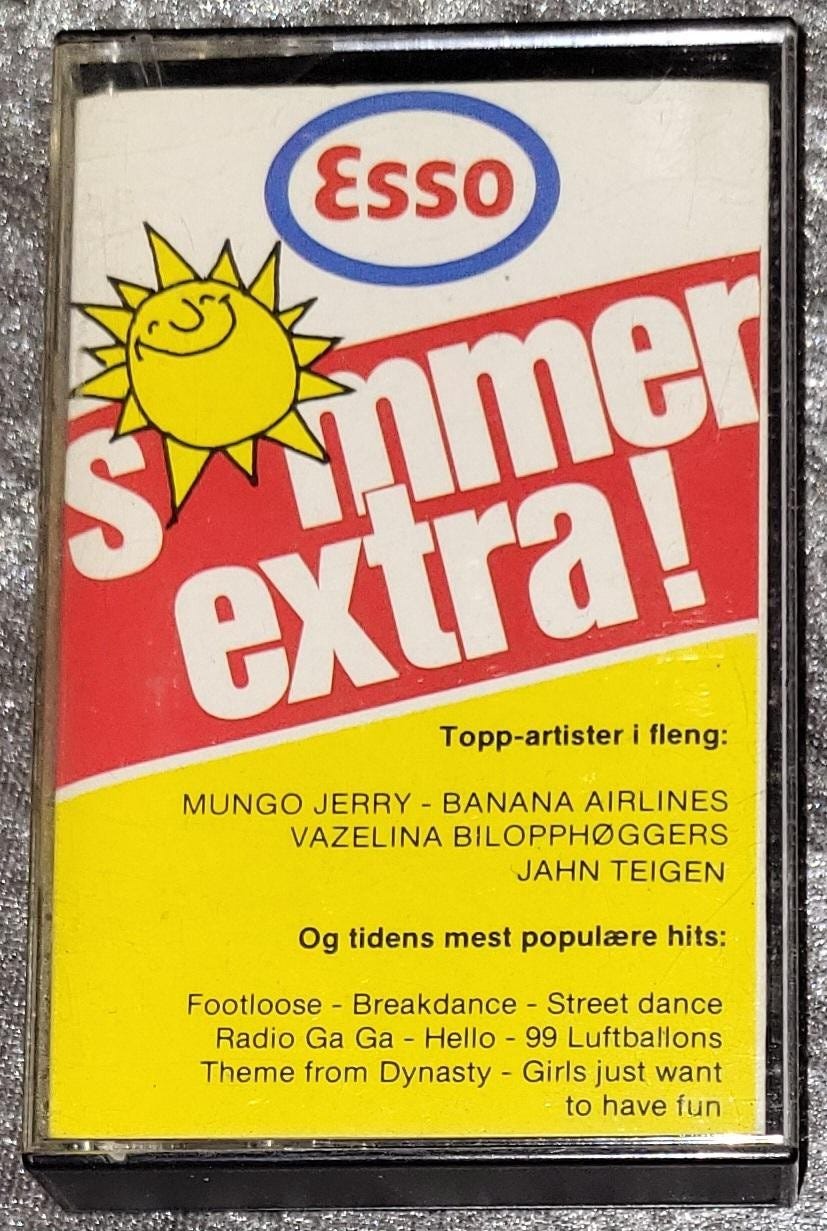 Esso
sommer
extra!
Topp-artister i fleng:
MUNGO JERRY - BANANA AIRLINES
VAZELINA BILOPPHØGGERS
JAHN TEIGEN
Og tidens mest populære hits:
Footloose - Breakdance - Street dance
Radio Ga Ga - Hello - 99 Luftballons
Theme from Dynasty - Girls just want
to have fun